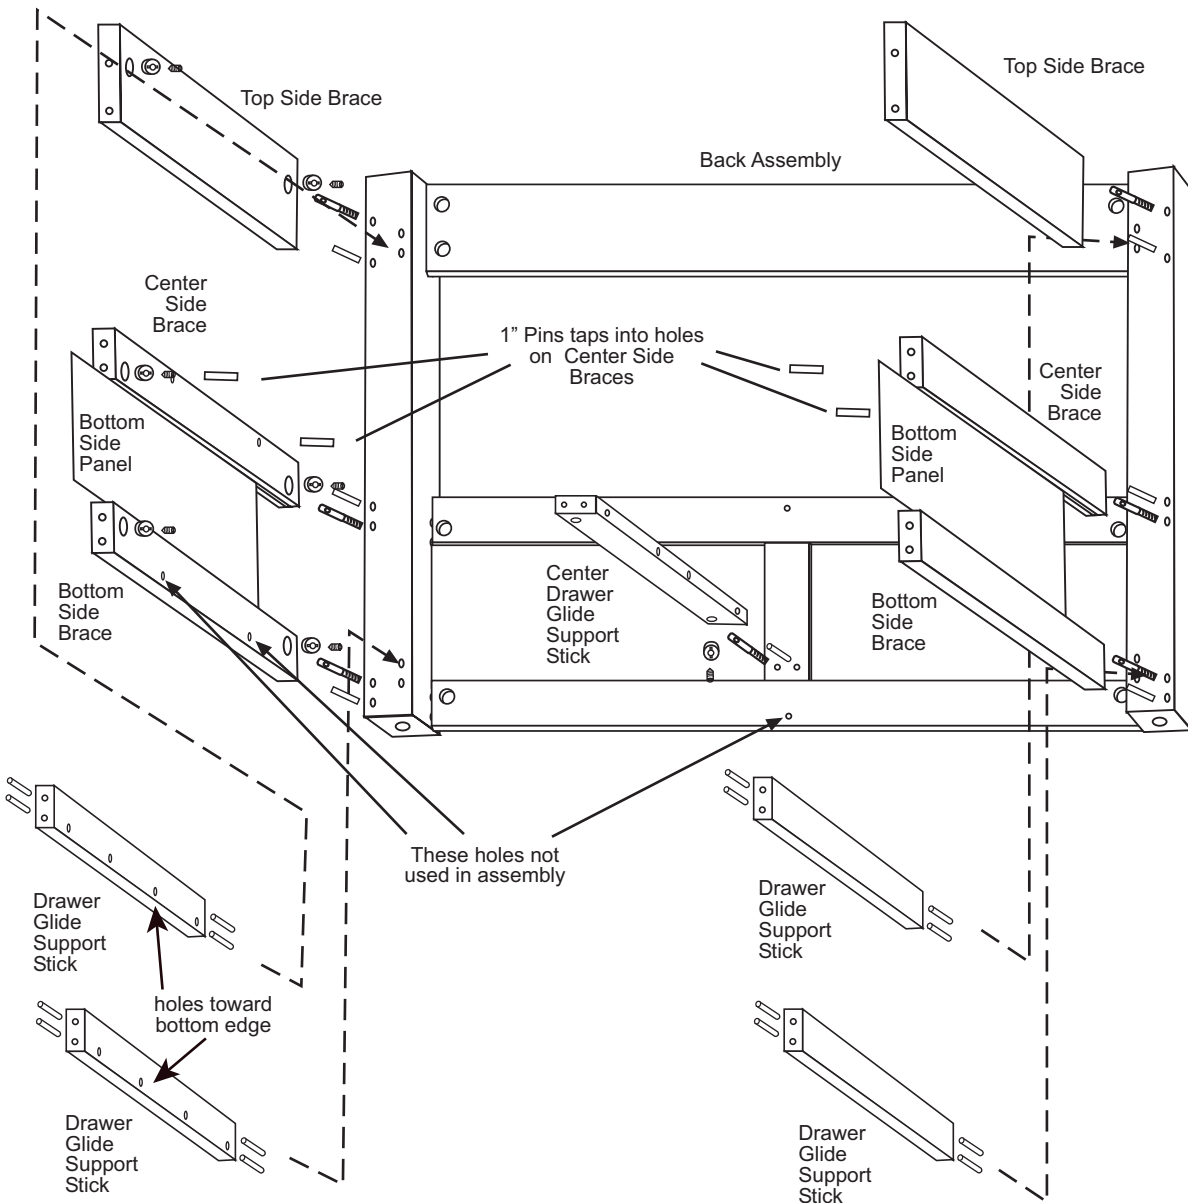 Top Side Brace
Top Side Brace
Back Assembly
Center
Side
Brace
1” Pins taps into holes
on Center Side
Braces
Center
Side
Brace
Bottom
Side
Panel
Bottom
Side
Panel
Bottom
Side
Brace
Center
Drawer
Glide
Support
Stick
Bottom
Side
Brace
These holes not
used in assembly
Drawer
Glide
Support
Stick
Drawer
Glide
Support
Stick
holes toward
bottom edge
Drawer
Glide
Support
Stick
Drawer
Glide
Support
Stick